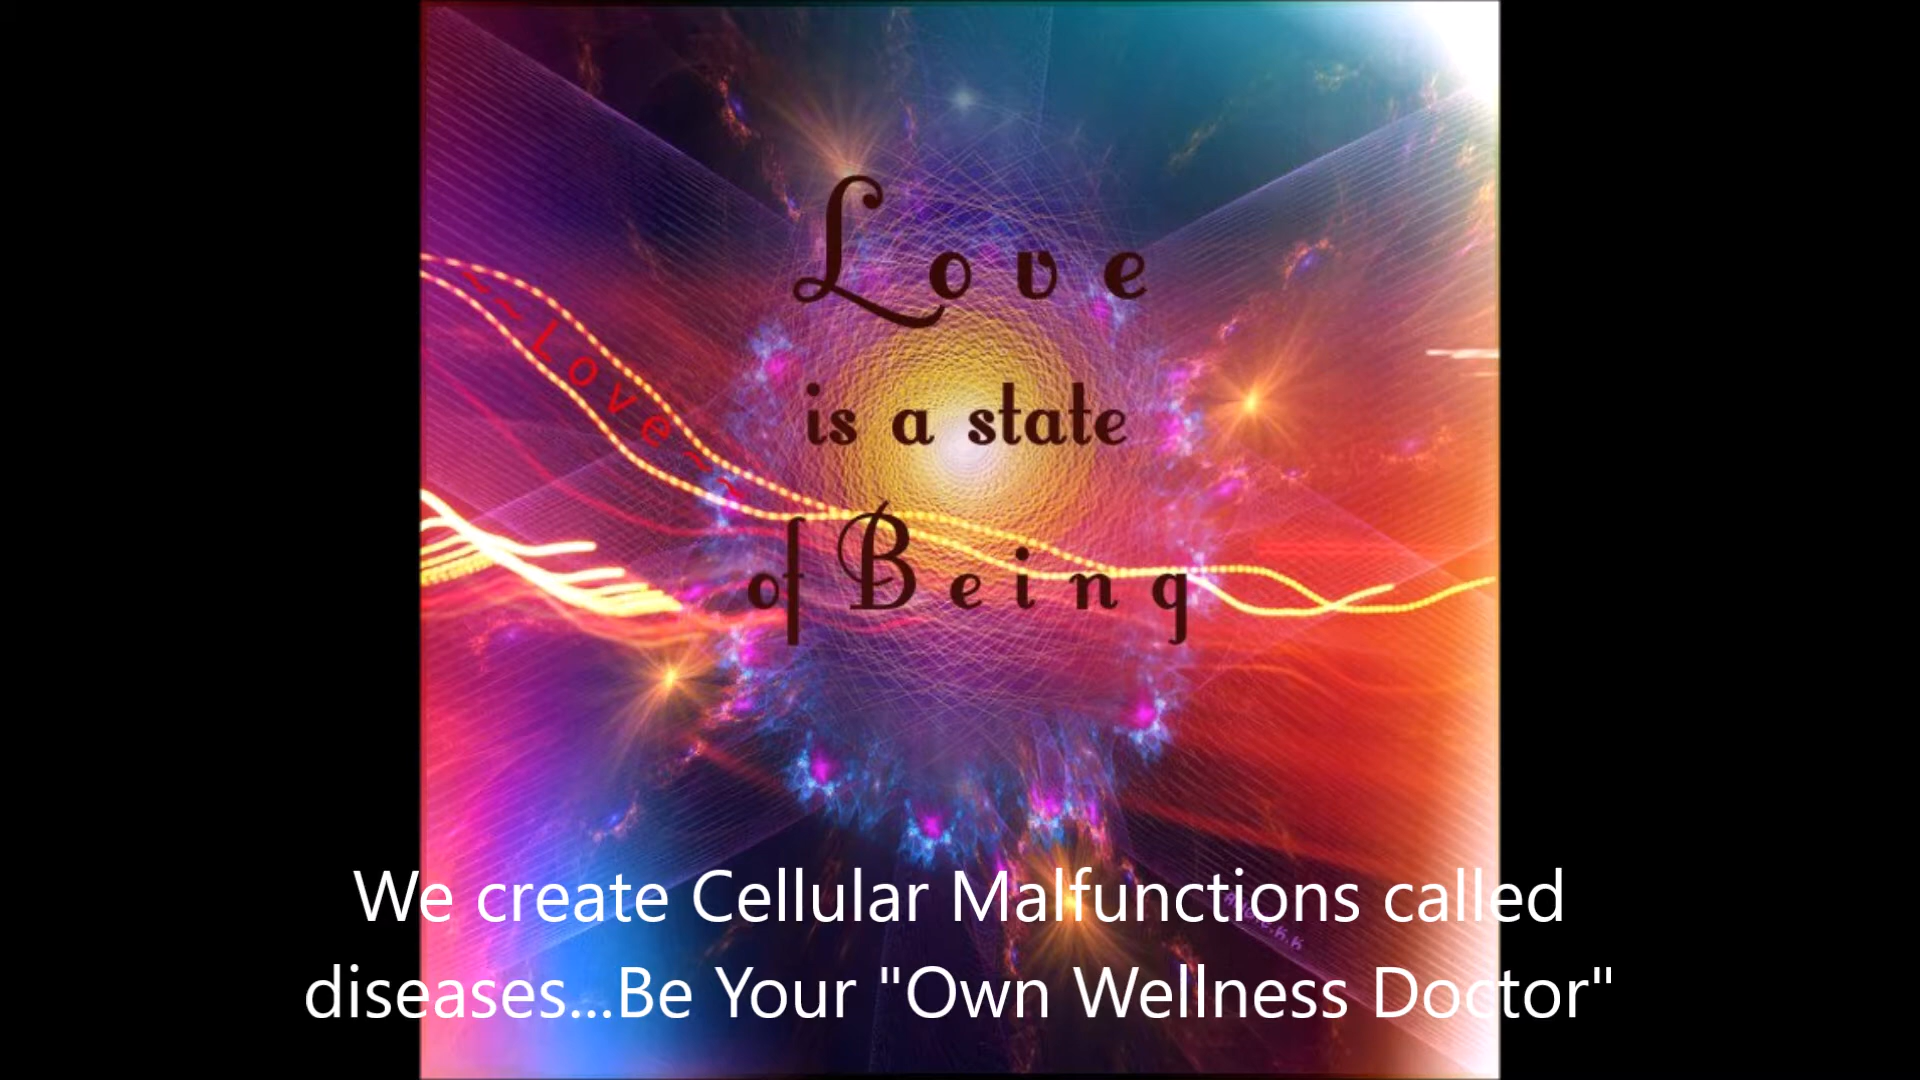 Love
is a state
of Being
~~Love~~
We create Cellular Malfunctions called
diseases...Be Your "Own Wellness Doctor"